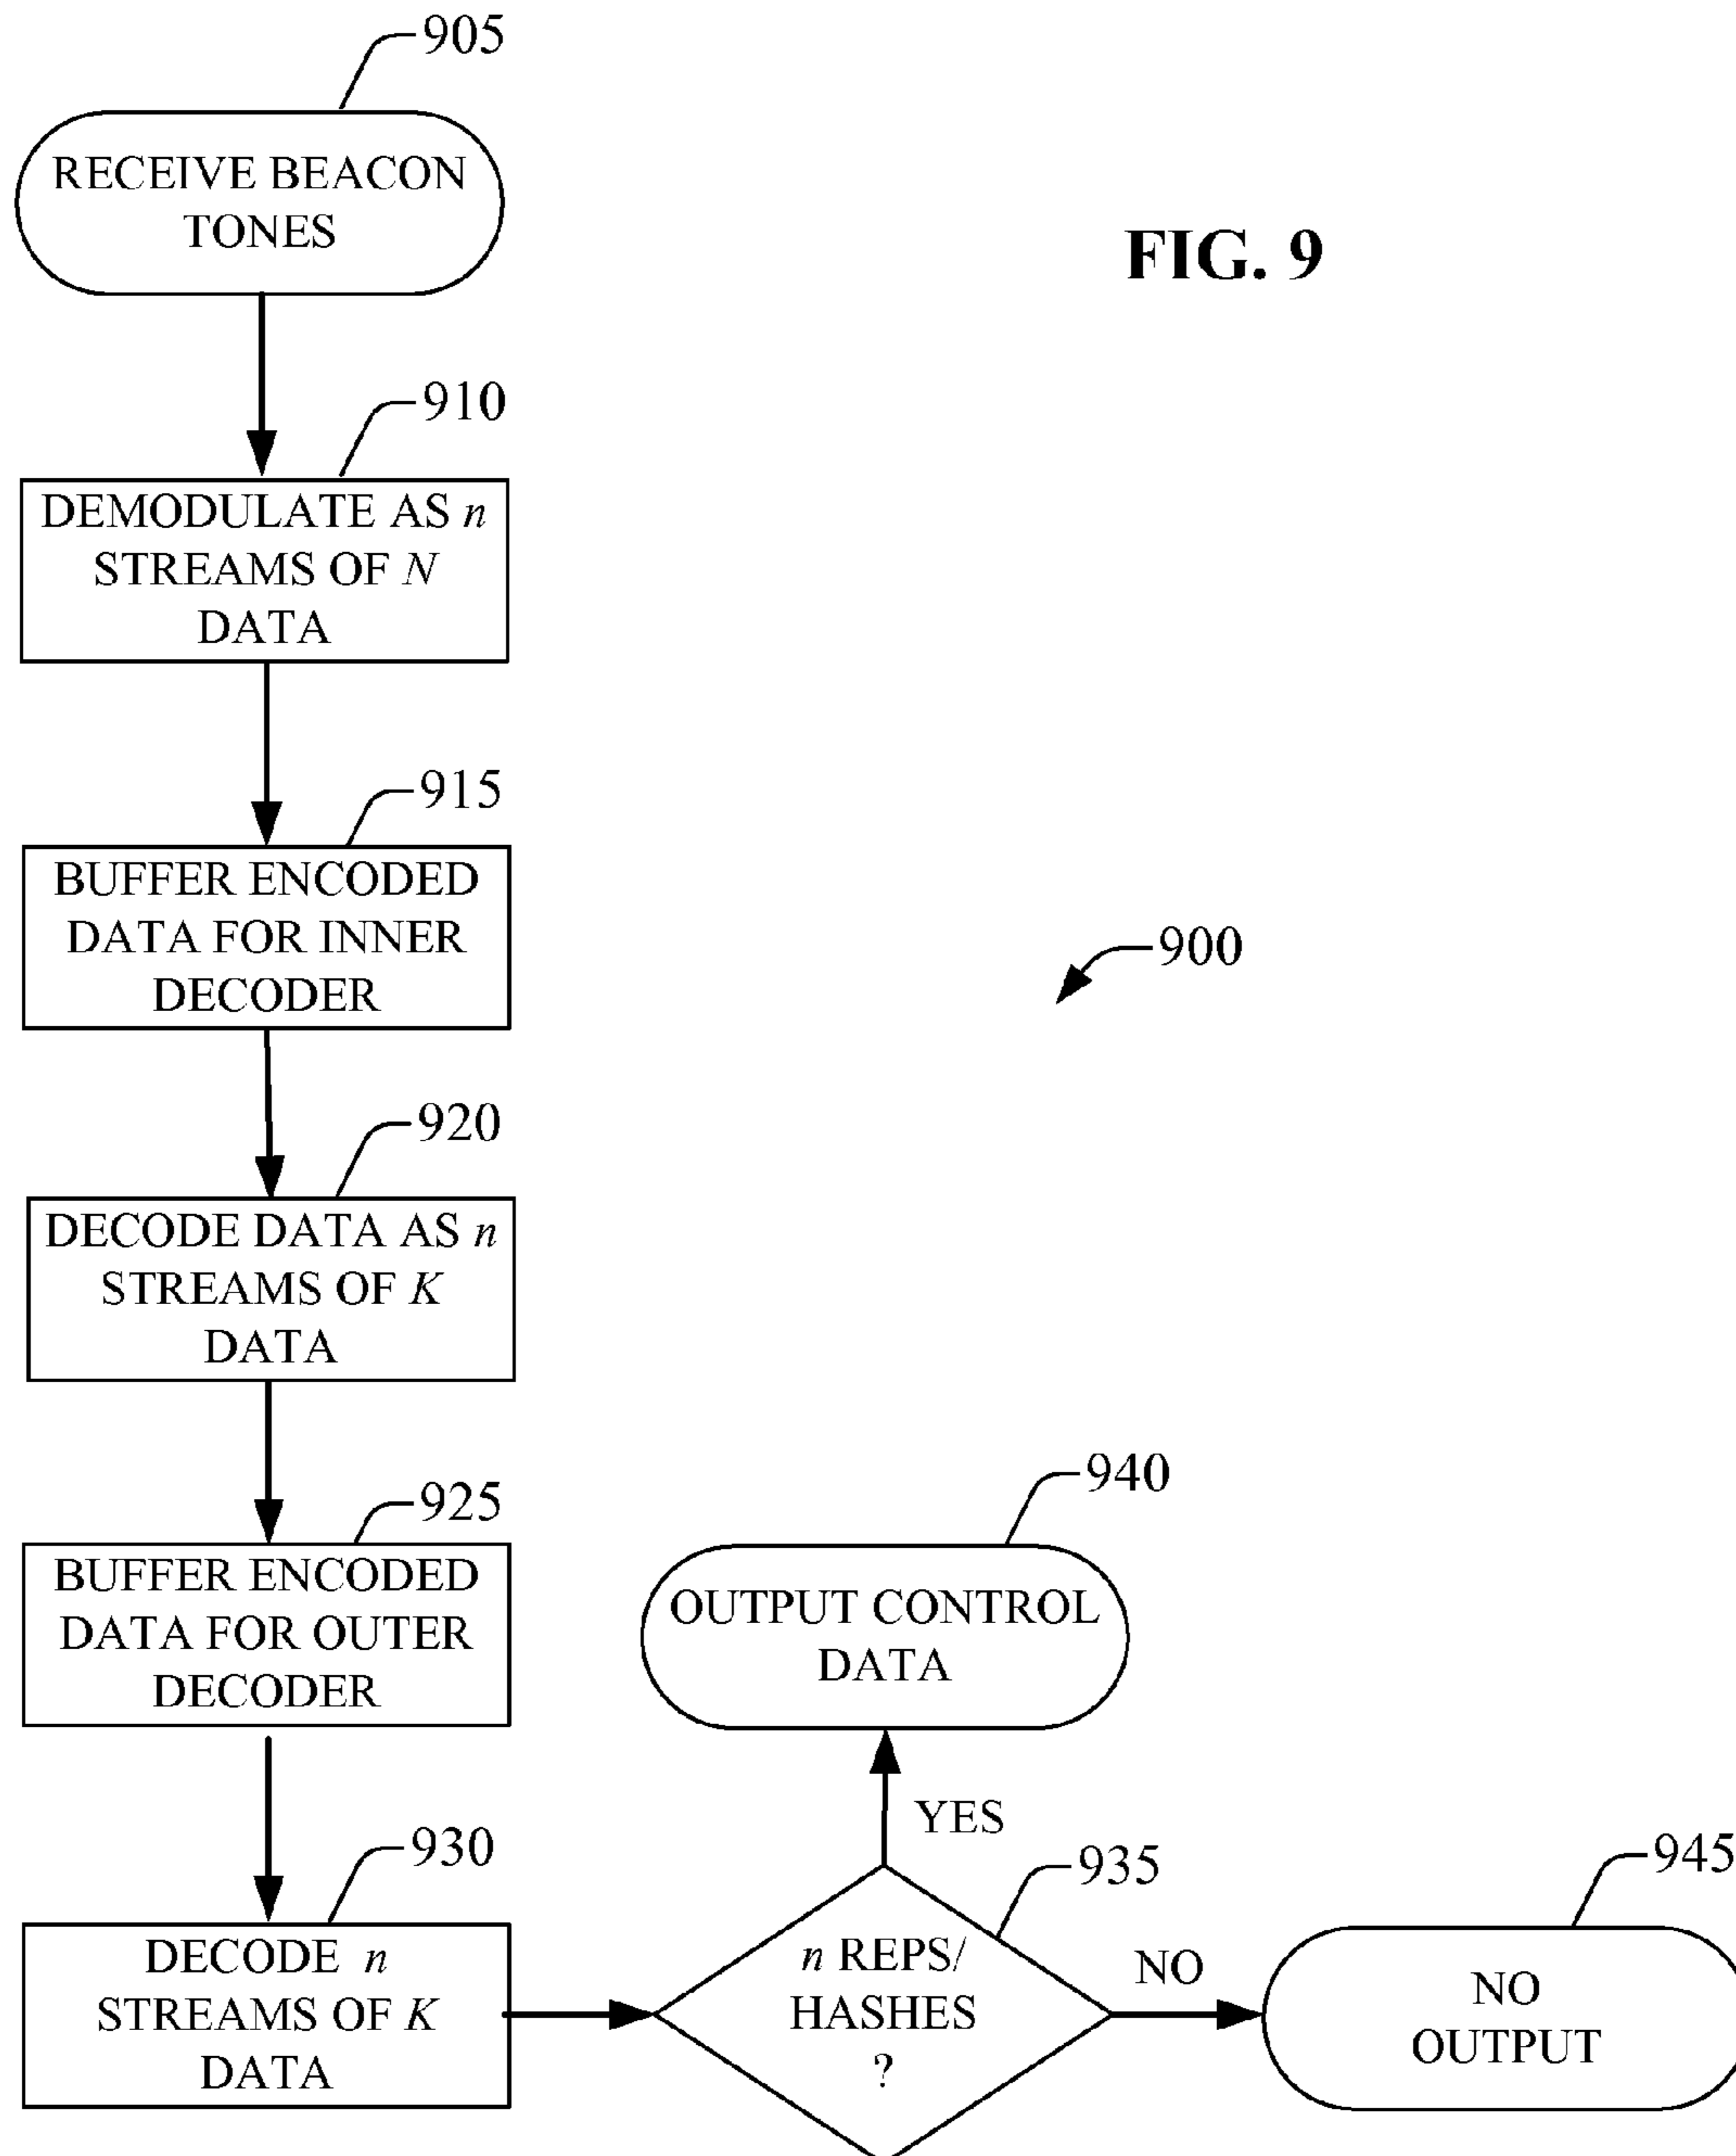 905
RECEIVE BEACON
TONES
FIG. 9
910
DEMODULATE AS n
STREAMS OF N
DATA
915
BUFFER ENCODED
DATA FOR INNER
DECODER
900
920
DECODE DATA AS n
STREAMS OF K
DATA
925
BUFFER ENCODED
DATA FOR OUTER
DECODER
940
OUTPUT CONTROL
DATA
YES
930
DECODE n
STREAMS OF K
DATA
935
n REPS/
HASHES
?
NO
945
NO
OUTPUT